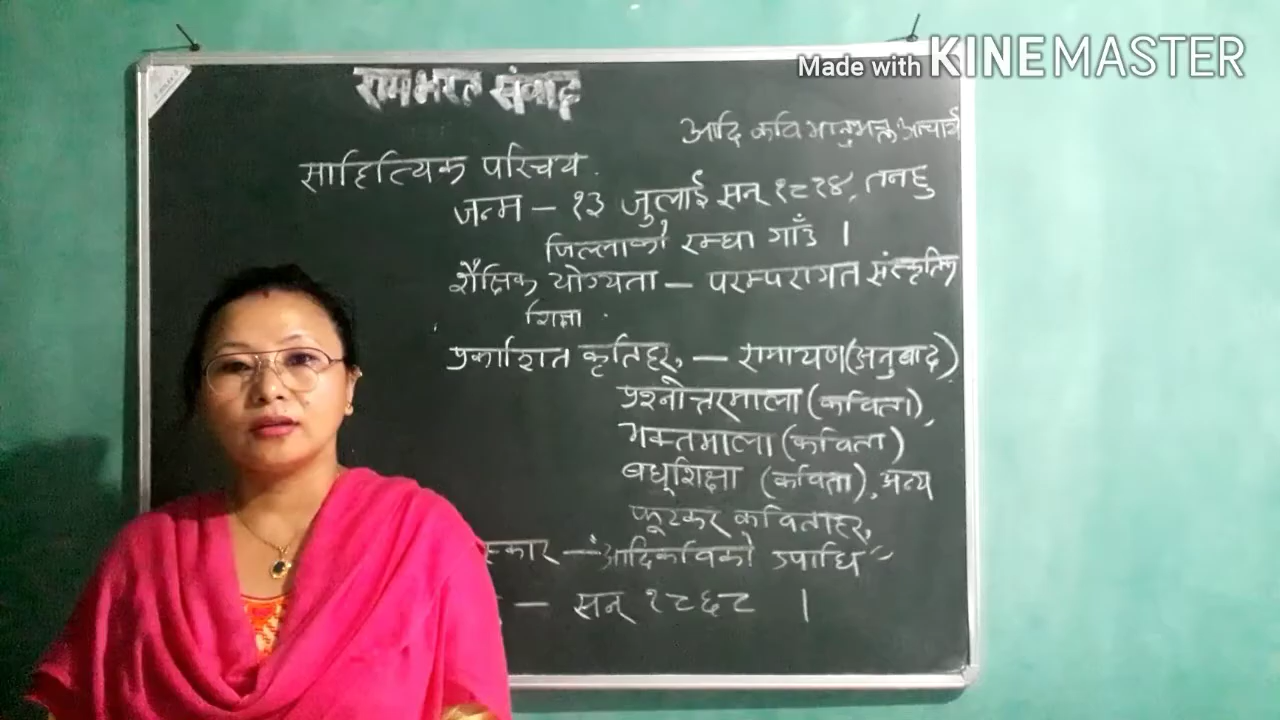 Made with KINEMASTER
रामभरत संवाद
आदि कवि भानुभक्त आचार्य
साहित्यिक परिचय.
जन्म – १३ जुलाई सन् १८१४, तनहु
जिल्लाको रम्घा गाँउ ।
शैक्षिक योग्यता – परम्परागत संस्कृतिक
शिक्षा .
प्रकाशित कृतिहरू – रामायण (अनुवाद)
प्रश्नोत्तरमाला (कविता),
भक्तमाला (कविता)
बधूशिक्षा (कविता), अन्य
फूटकर कविताहरू
स्कार – "आदिकविको उपाधि"
– सन् १८६८ ।